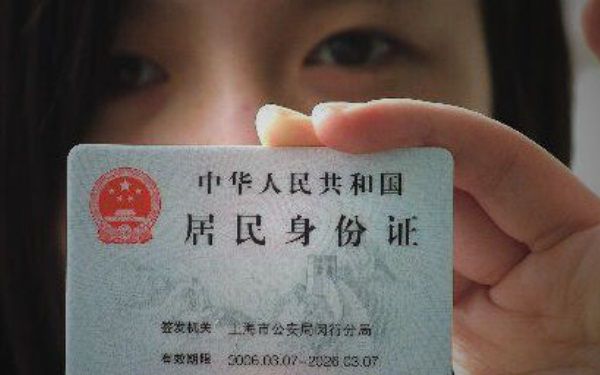 中华人民共和国
居民身份证
签发机关 上海市公安局闵行分局
有效期限 2006.03.07-2026.03.07